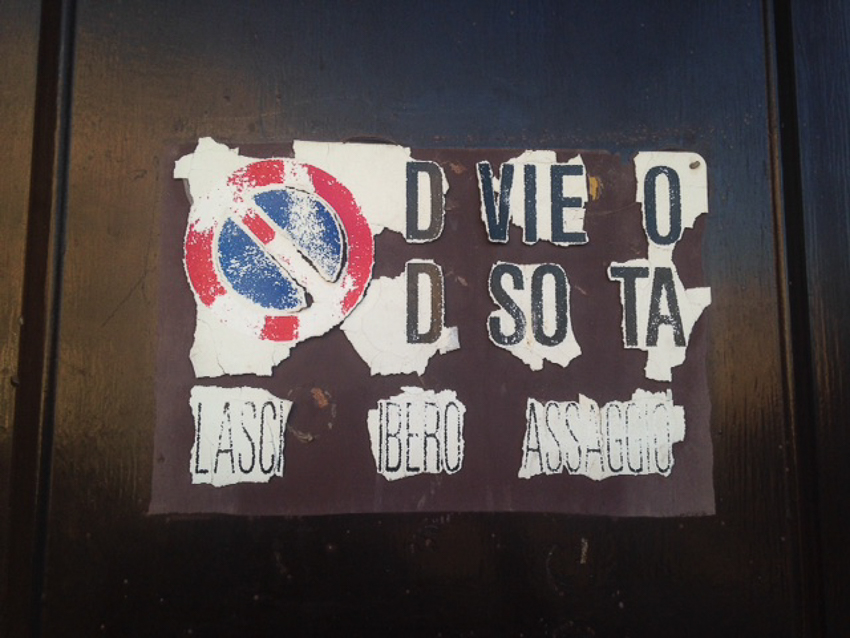 D VIE O
D SO TA
LASCI IBERO ASSAGGIO